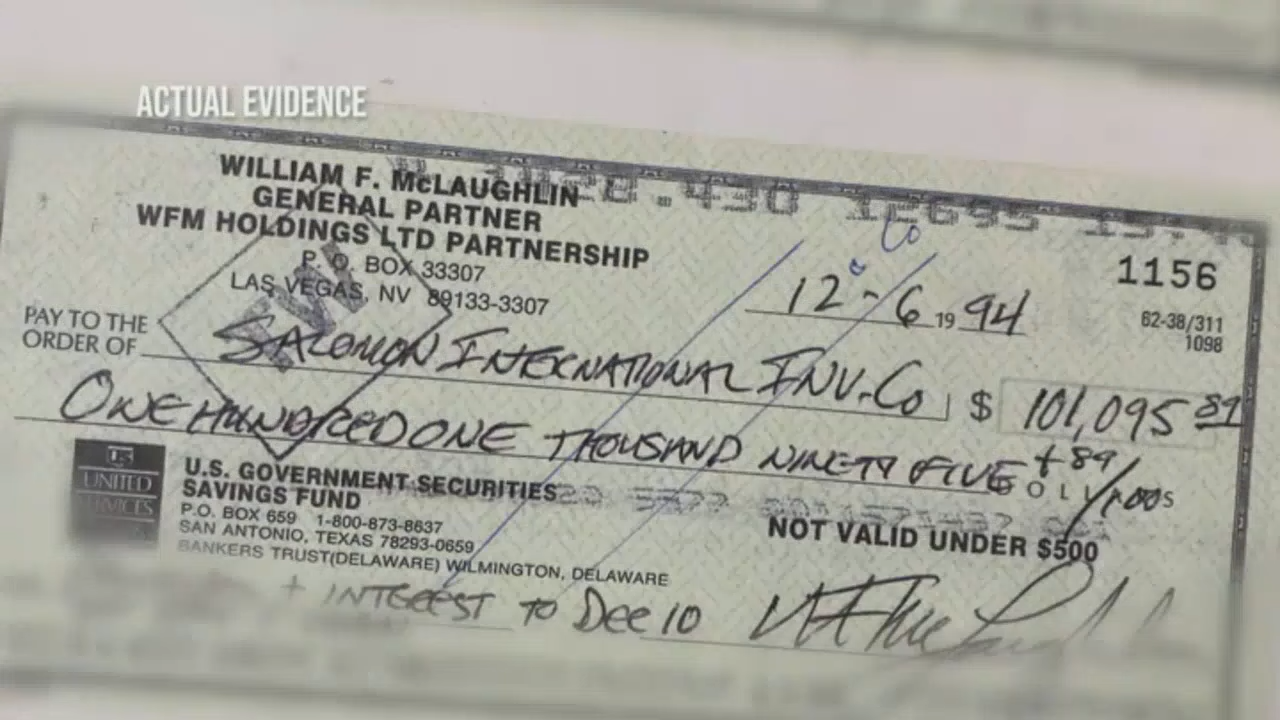 ACTUAL EVIDENCE
WILLIAM F. McLAUGHLIN
GENERAL PARTNER
WFM HOLDINGS LTD PARTNERSHIP
P. O. BOX 33307
LAS VEGAS, NV 89133-3307
1156
12-6 19 94
62-38/311
1098
PAY TO THE
ORDER OF SALOMON INTERNATIONAL INV. Co $ 101,095 89
ONE HUNDRED ONE THOUSAND NINETY FIVE + 89/100
U.S. GOVERNMENT SECURITIES
SAVINGS FUND
UNITED
SERVICES
P.O. BOX 659 1-800-873-8637
SAN ANTONIO, TEXAS 78293-0659
BANKERS TRUST(DELAWARE) WILMINGTON, DELAWARE
NOT VALID UNDER $500
+ INTEREST TO Dec 10